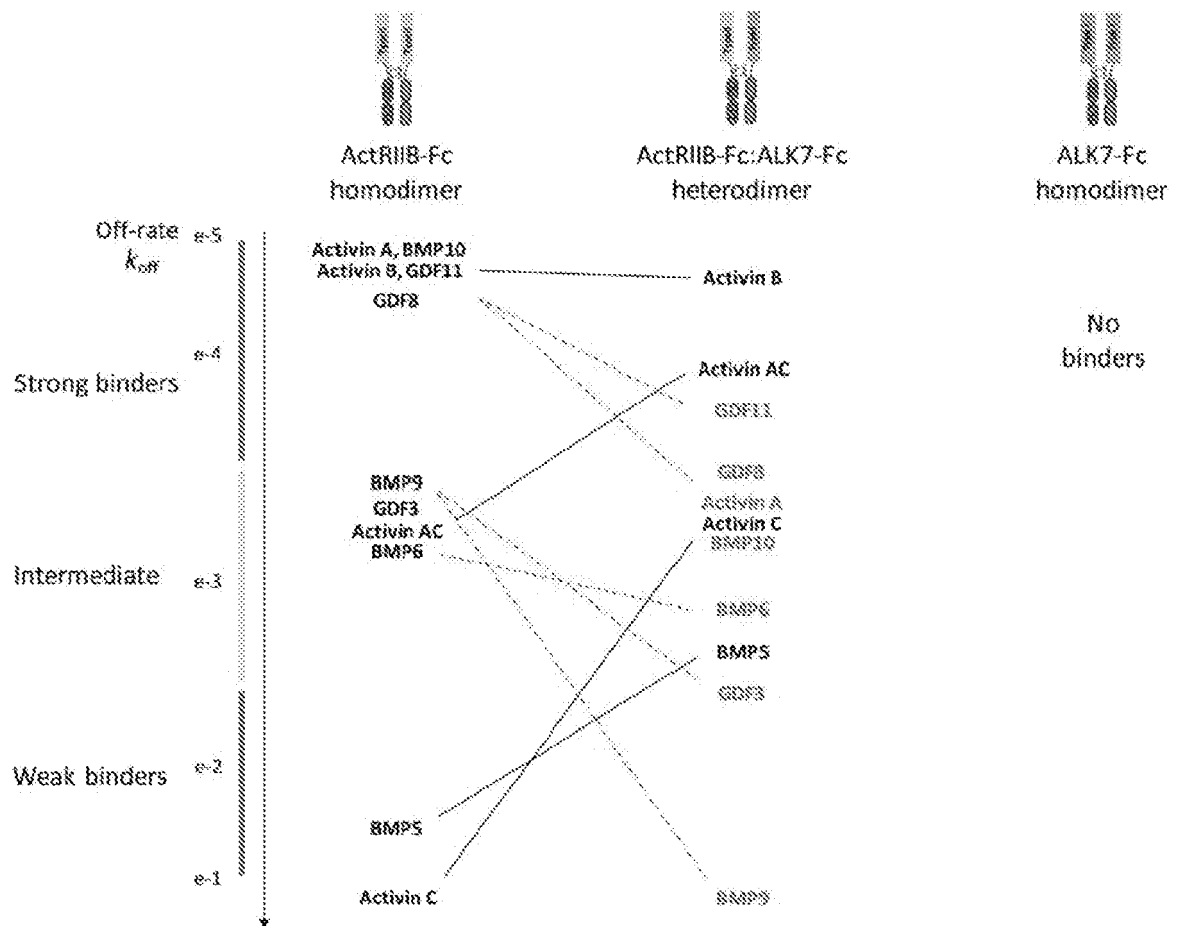 ActRIIB-Fc
homodimer
ActRIIB-Fc:ALK7-Fc
heterodimer
ALK7-Fc
homodimer
Off-rate
k_off
e-5
e-4
e-3
e-2
e-1
Strong binders
Intermediate
Weak binders
Activin A, BMP10
Activin B, GDF11
GDF8
BMP9
GDF3
Activin AC
BMP6
BMP5
Activin C
Activin B
Activin AC
GDF11
GDF8
Activin A
Activin C
BMP10
BMP6
BMP5
GDF3
BMP9
No
binders